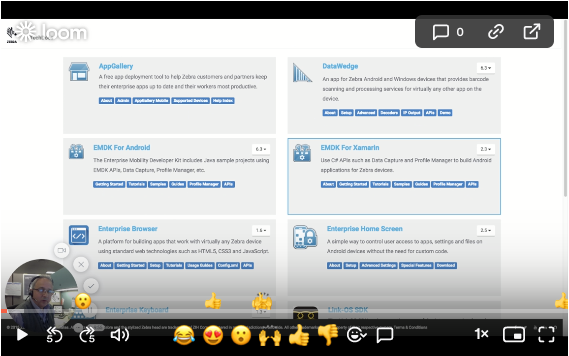 loom
ZEBRA
0
AppGallery
A free app deployment tool to help Zebra customers and partners keep
their enterprise apps up to date and their workers most productive.
About Admin AppGallery Mobile Supported Devices Help Index
DataWedge
6.3
An app for Zebra Android and Windows devices that provides barcode
scanning and processing services for virtually any other app on the
device.
About Setup Advanced Decoders IP Output APIs Demo
EMDK For Android
6.3
The Enterprise Mobility Developer Kit includes Java sample projects using
EMDK APIs, Data Capture, Profile Manager, etc.
Getting Started Tutorials Samples Guides Profile Manager APIs
EMDK For Xamarin
2.3
Use C# APIs such as Data Capture and Profile Manager to build Android
applications for Zebra devices.
About Getting Started Tutorials Samples Guides Profile Manager APIs
Enterprise Browser
1.6
A platform for building apps that work with virtually any Zebra device
using standard web technologies such as HTML5, CSS3 and JavaScript.
About Getting Started Setup Tutorials Usage Guides Config.xml APIs
Enterprise Home Screen
2.5
A simple way to control user access to apps, settings and files on
Android devices without the need for custom code.
About Setup Advanced Settings Special Features Download
Enterprise Keyboard
Link-OS SDK
Terms & Conditions
5
5
1×